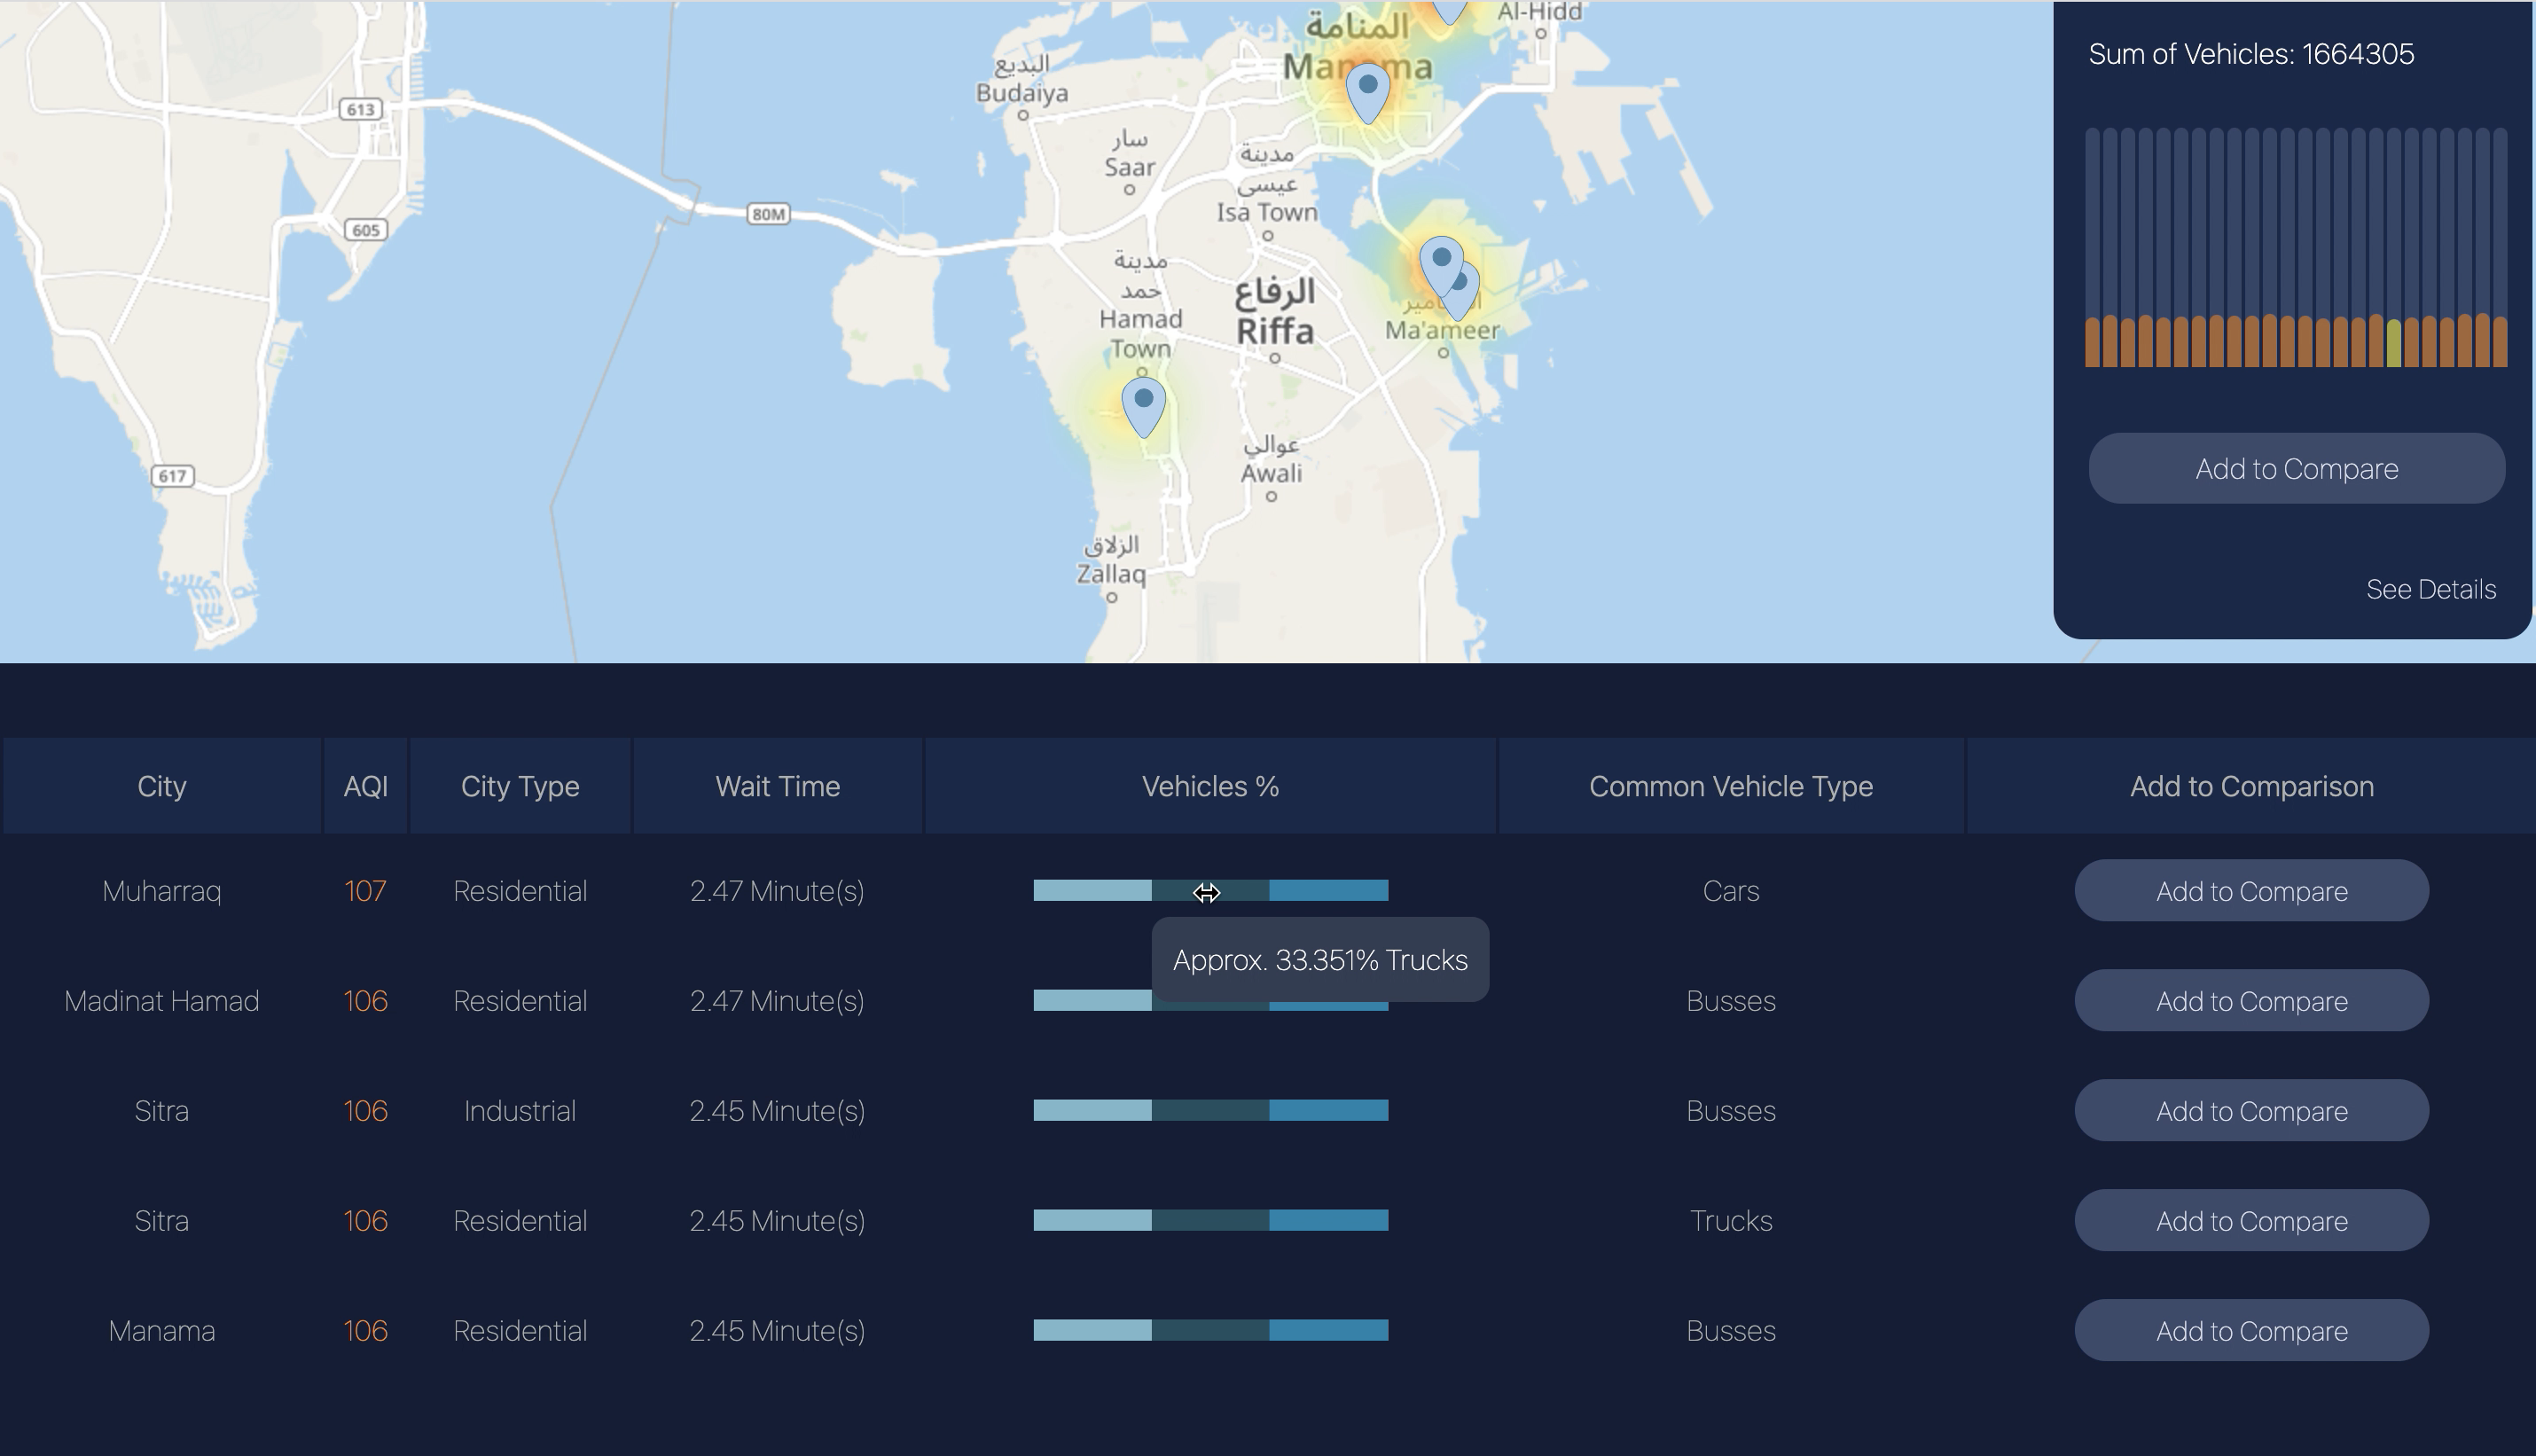 المنامة
Manama
Al-Hidd
البديع
Budaiya
613
سار
Saar
مدينة
عيسى
Isa Town
80M
605
مدينة
حمد
Hamad
Town
الرفاع
Riffa
Ma'ameer
617
عوالي
Awali
الزلاق
Zallaq
Sum of Vehicles: 1664305
Add to Compare
See Details
City AQI City Type Wait Time Vehicles % Common Vehicle Type Add to Comparison
Muharraq 107 Residential 2.47 Minute(s) Cars Add to Compare
Approx. 33.351% Trucks
Madinat Hamad 106 Residential 2.47 Minute(s) Busses Add to Compare
Sitra 106 Industrial 2.45 Minute(s) Busses Add to Compare
Sitra 106 Residential 2.45 Minute(s) Trucks Add to Compare
Manama 106 Residential 2.45 Minute(s) Busses Add to Compare